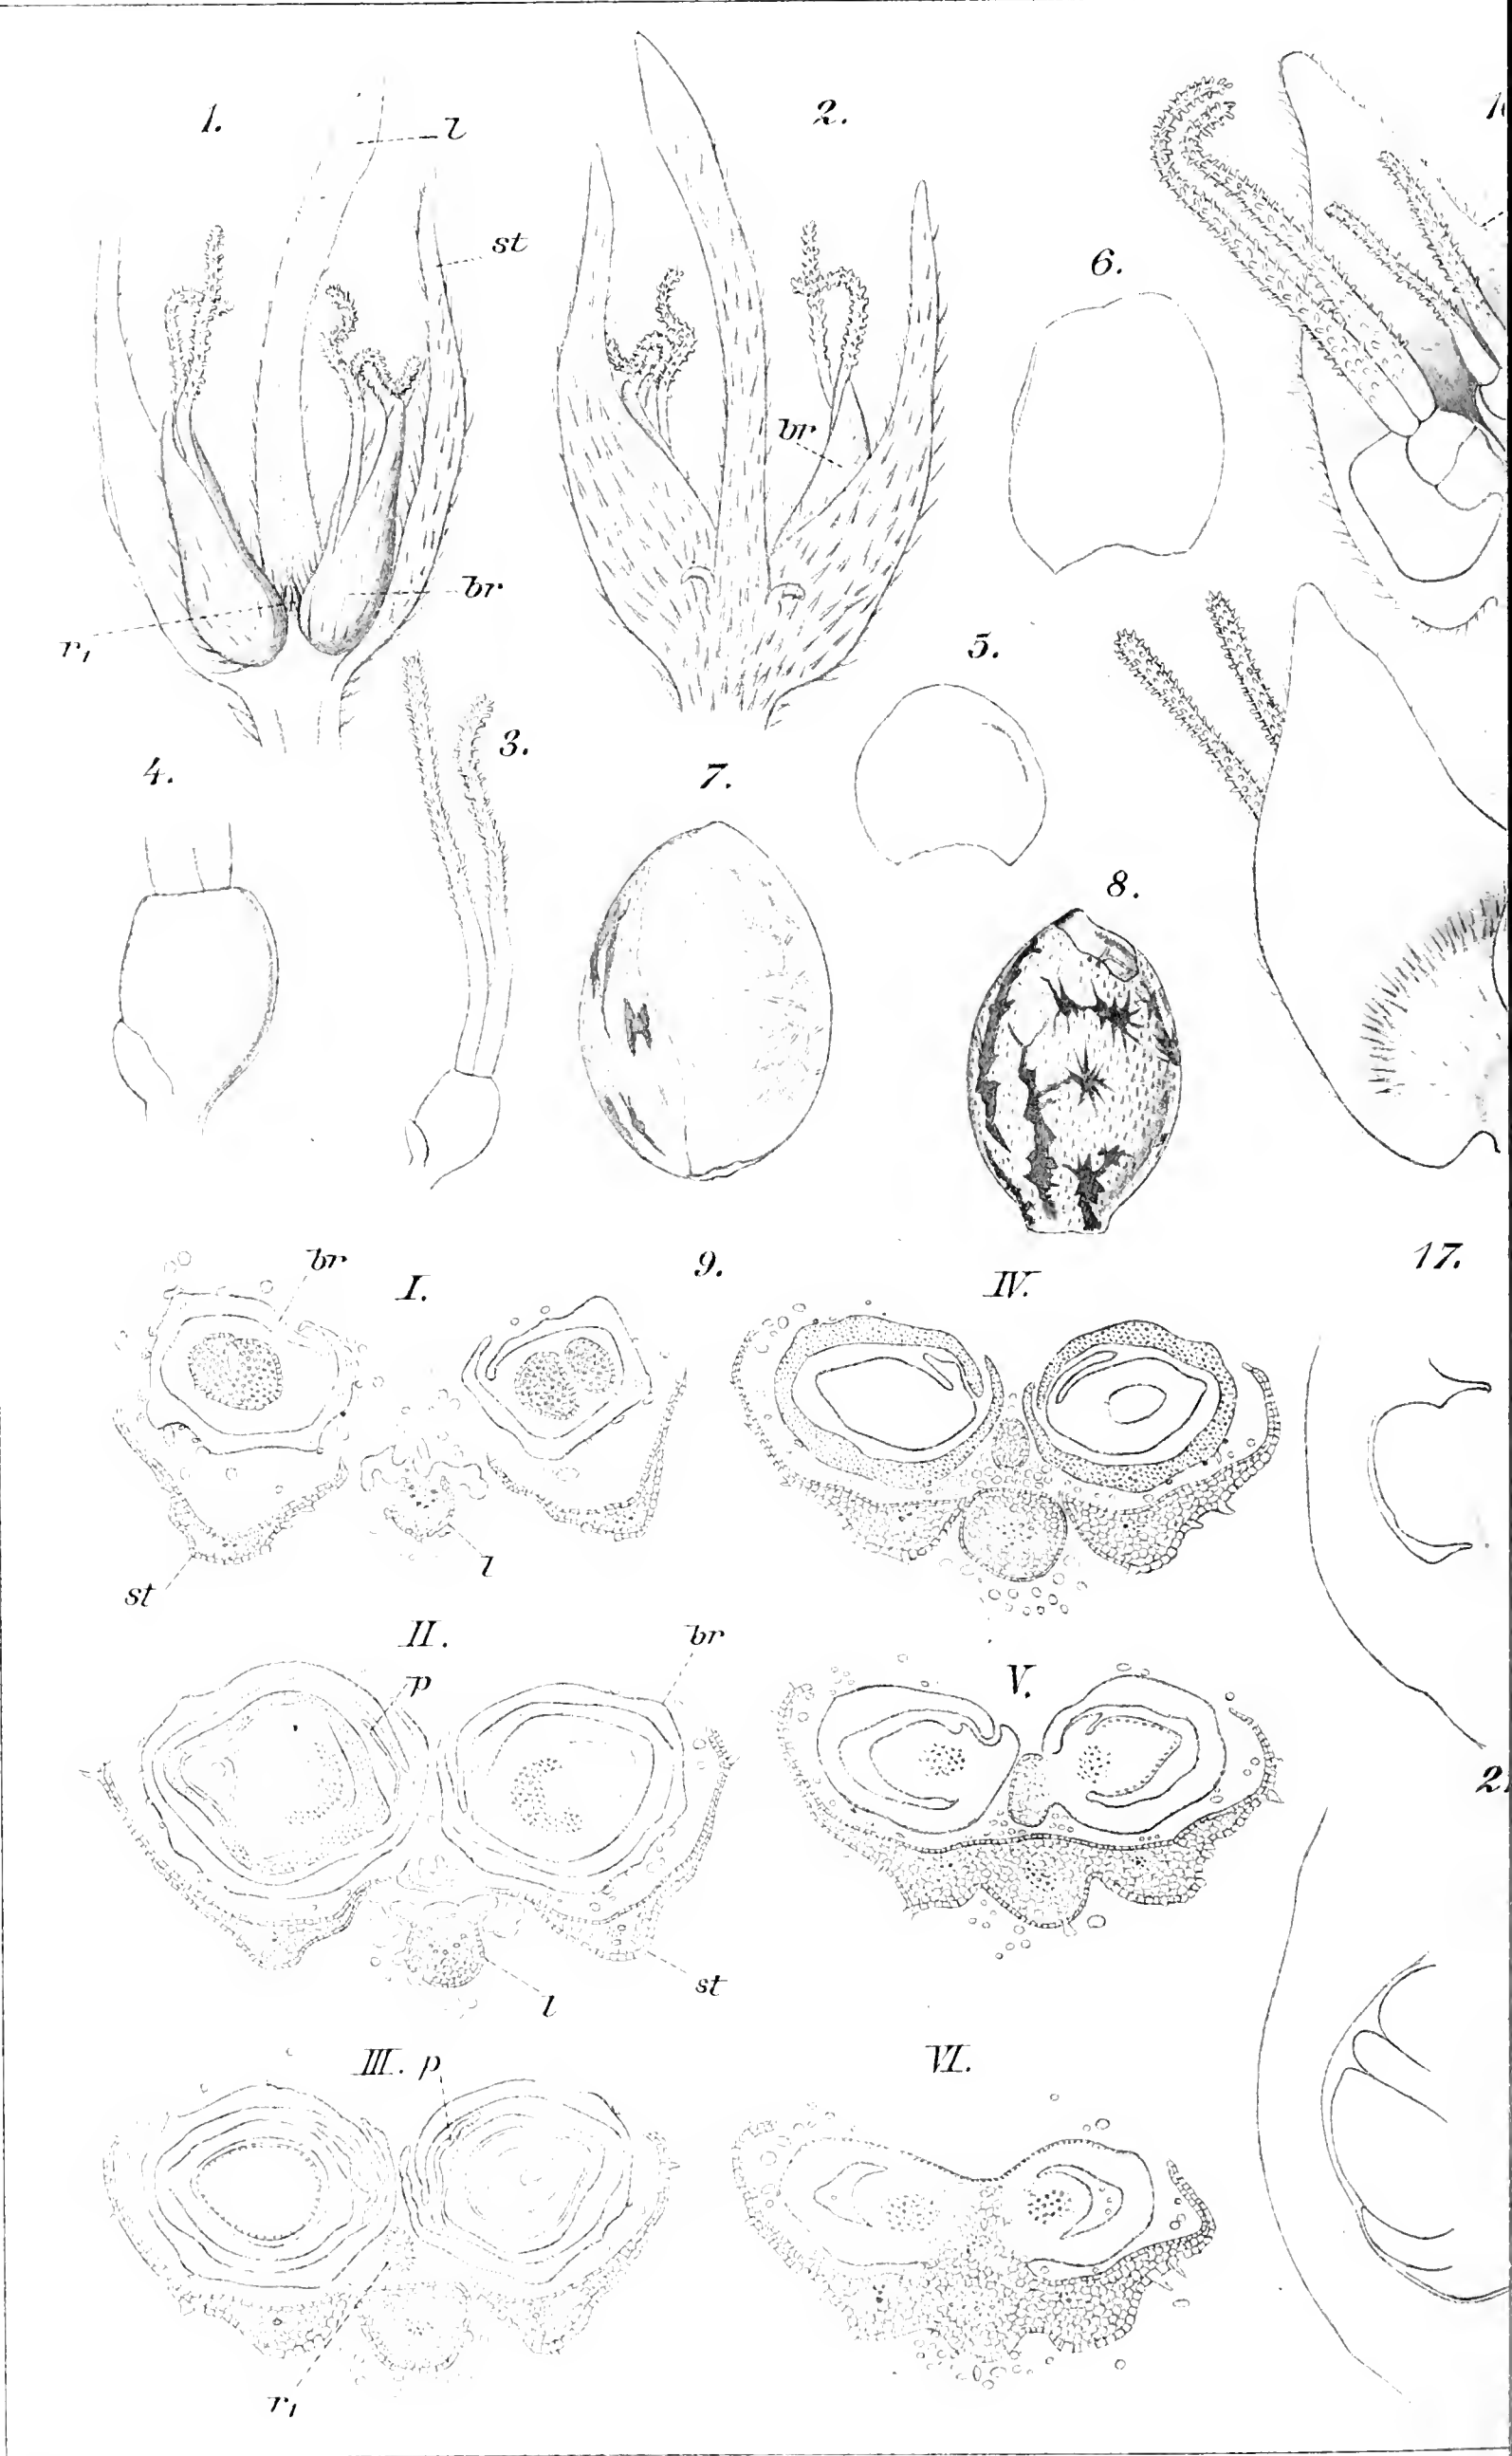 1.
l
2.
st
6.
br
br
r₁
5.
3.
4.
7.
8.
br
I.
9.
IV.
17.
st
l
II.
br
p
V.
l
st
III. p
VI.
r₁